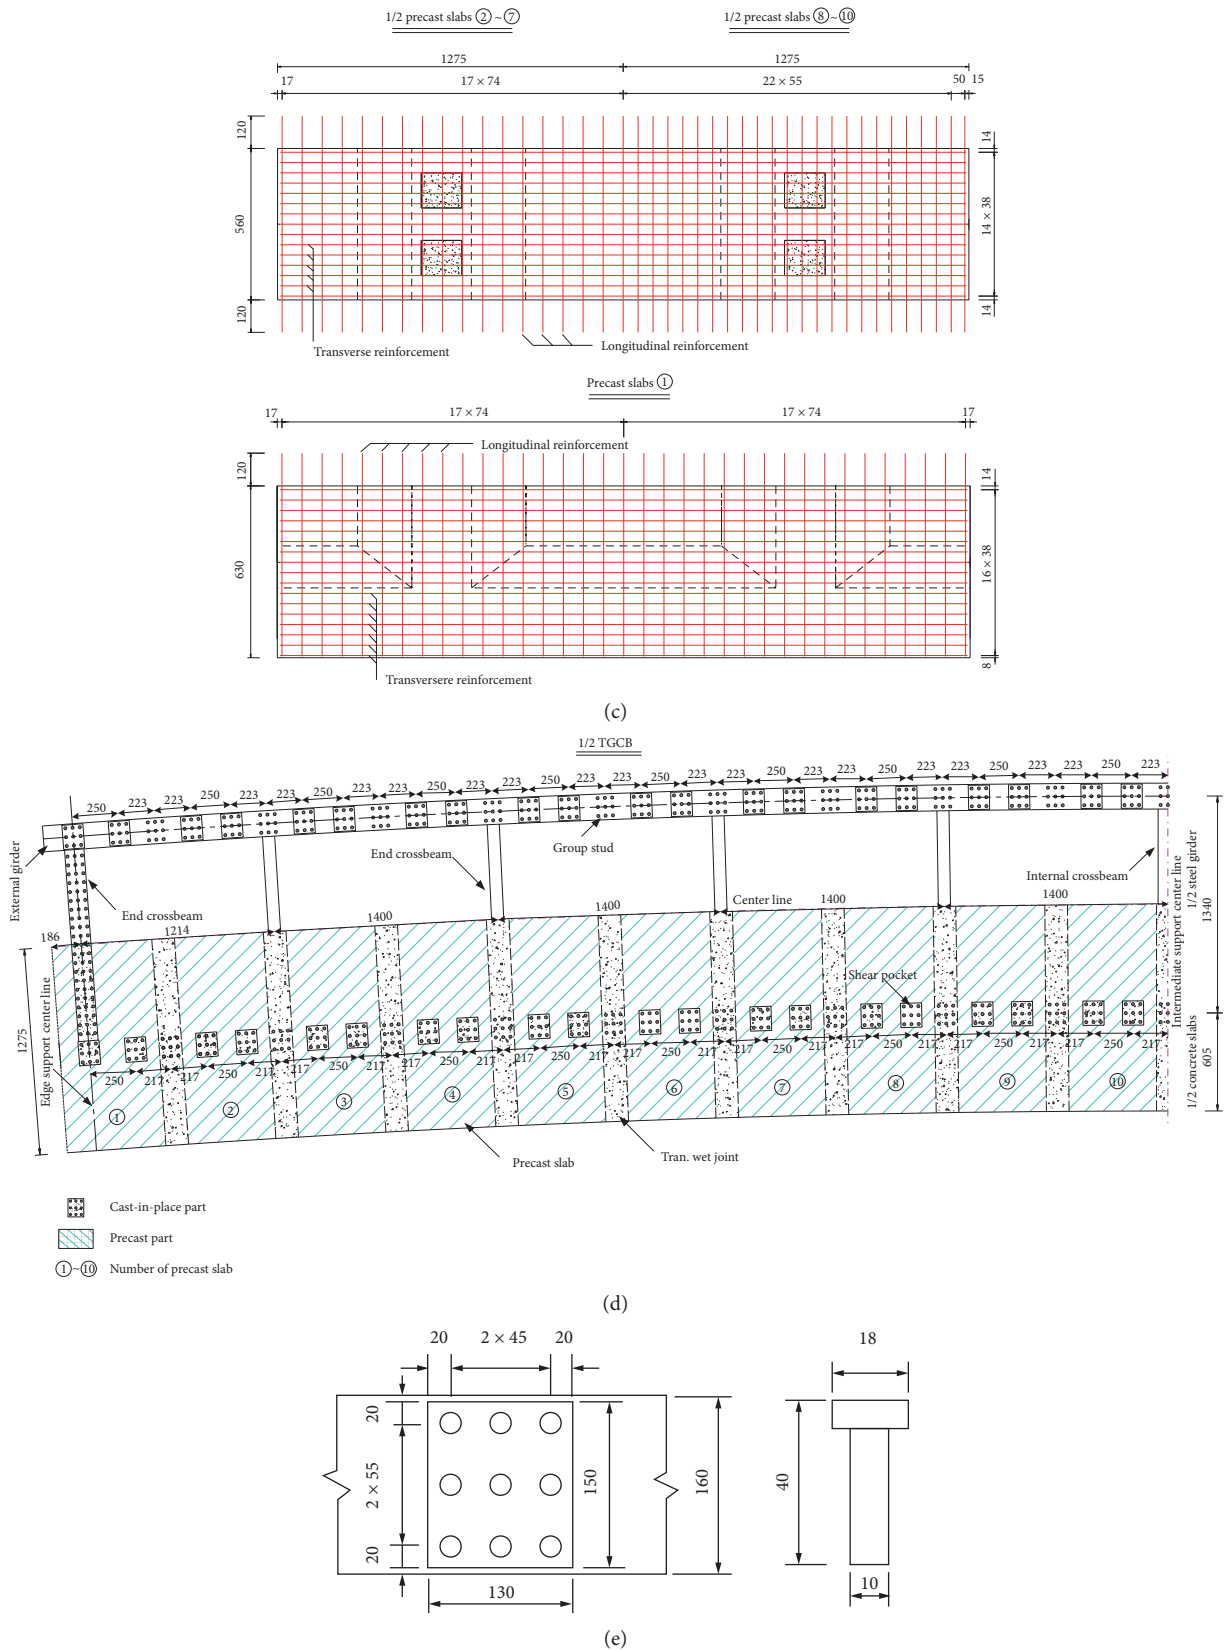 1/2 precast slabs ②~⑦
1/2 precast slabs ⑧~⑩
1275
1275
17
17 × 74
22 × 55
50
15
120
560
120
14
14 × 38
14
Transverse reinforcement
Longitudinal reinforcement
Precast slabs ①
17
17 × 74
17 × 74
17
Longitudinal reinforcement
120
630
14
16 × 38
8
Transversere reinforcement
(c)
1/2 TGCB
250 223 223 250 223 223 250 223 223 250 223 223 250 223 223 250 223 223 250 223 223 250 223 223 250 223 223 250 223
External girder
End crossbeam
End crossbeam
Group stud
Internal crossbeam
Center line
186
1214
1400
1400
1400
1400
Shear pocket
1275
Edge support center line
Intermediate support center line
1/2 steel girder
1340
1/2 concrete slabs
605
250 217 217 250 217 217 250 217 217 250 217 217 250 217 217 250 217 217 250 217 217 250 217 217 250 217 217 250 217
① ② ③ ④ ⑤ ⑥ ⑦ ⑧ ⑨ ⑩
Precast slab
Tran. wet joint
Cast-in-place part
Precast part
①~⑩ Number of precast slab
(d)
20
2 × 45
20
18
20
2 × 55
20
150
160
40
130
10
(e)